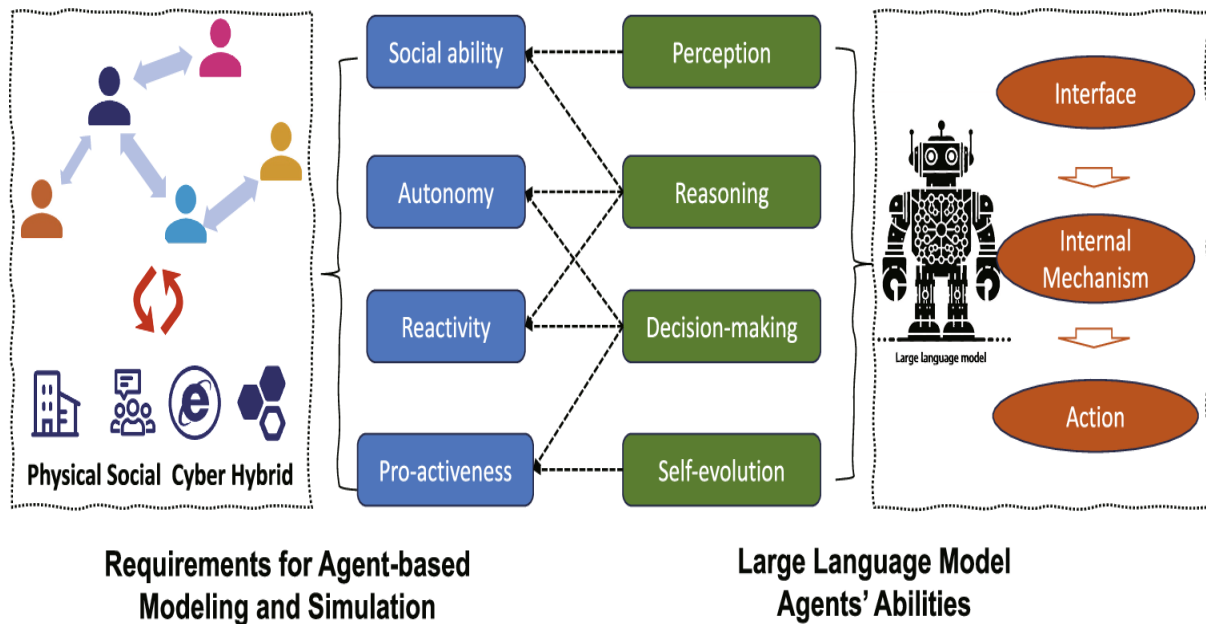 Social ability
Perception
Interface
Autonomy
Reasoning
Internal
Mechanism
Reactivity
Decision-making
Large language model
Action
Physical Social Cyber Hybrid
Pro-activeness
Self-evolution
Requirements for Agent-based
Modeling and Simulation
Large Language Model
Agents’ Abilities